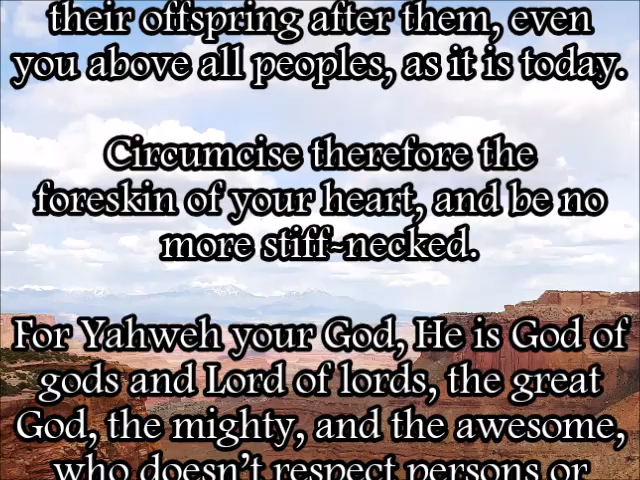 their offspring after them, even
you above all peoples, as it is today.
Circumcise therefore the
foreskin of your heart, and be no
more stiff-necked.
For Yahweh your God, He is God of
gods and Lord of lords, the great
God, the mighty, and the awesome,
who doesn't respect persons or